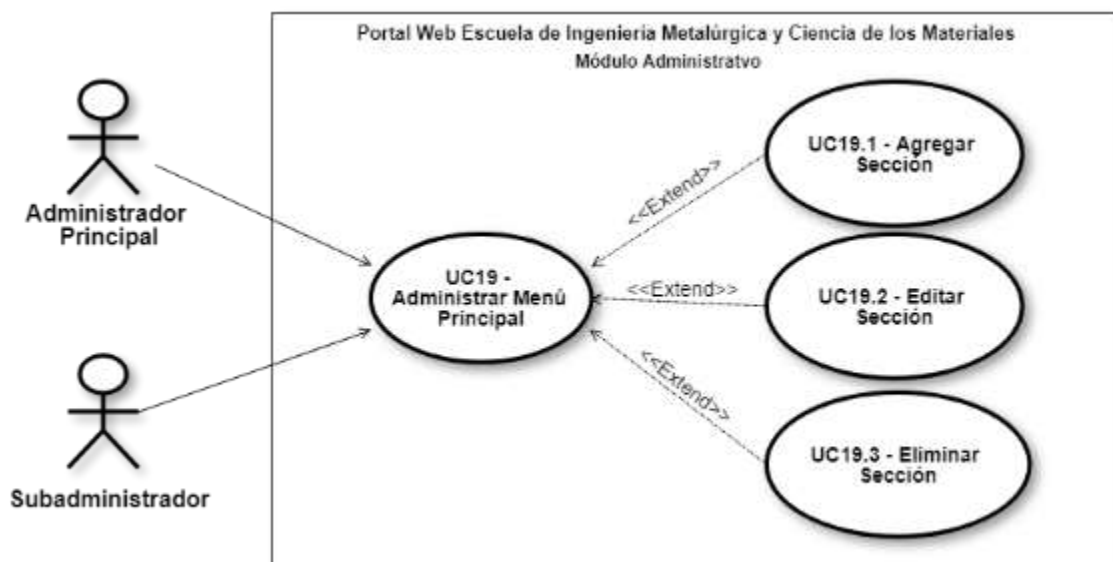 Portal Web Escuela de Ingeniería Metalúrgica y Ciencia de los Materiales
Módulo Administratvo
Administrador
Principal
Subadministrador
UC19 -
Administrar Menú
Principal
<<Extend>>
<<Extend>>
<<Extend>>
UC19.1 - Agregar
Sección
UC19.2 - Editar
Sección
UC19.3 - Eliminar
Sección